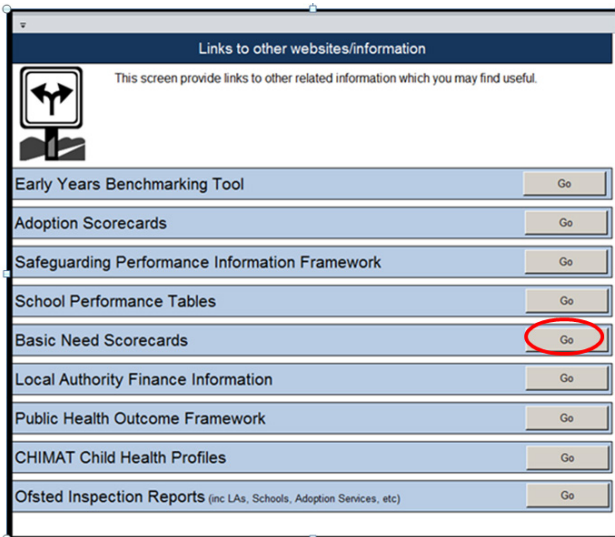 Links to other websites/information
This screen provide links to other related information which you may find useful.
Early Years Benchmarking Tool Go
Adoption Scorecards Go
Safeguarding Performance Information Framework Go
School Performance Tables Go
Basic Need Scorecards Go
Local Authority Finance Information Go
Public Health Outcome Framework Go
CHIMAT Child Health Profiles Go
Ofsted Inspection Reports (inc LAs, Schools, Adoption Services, etc) Go